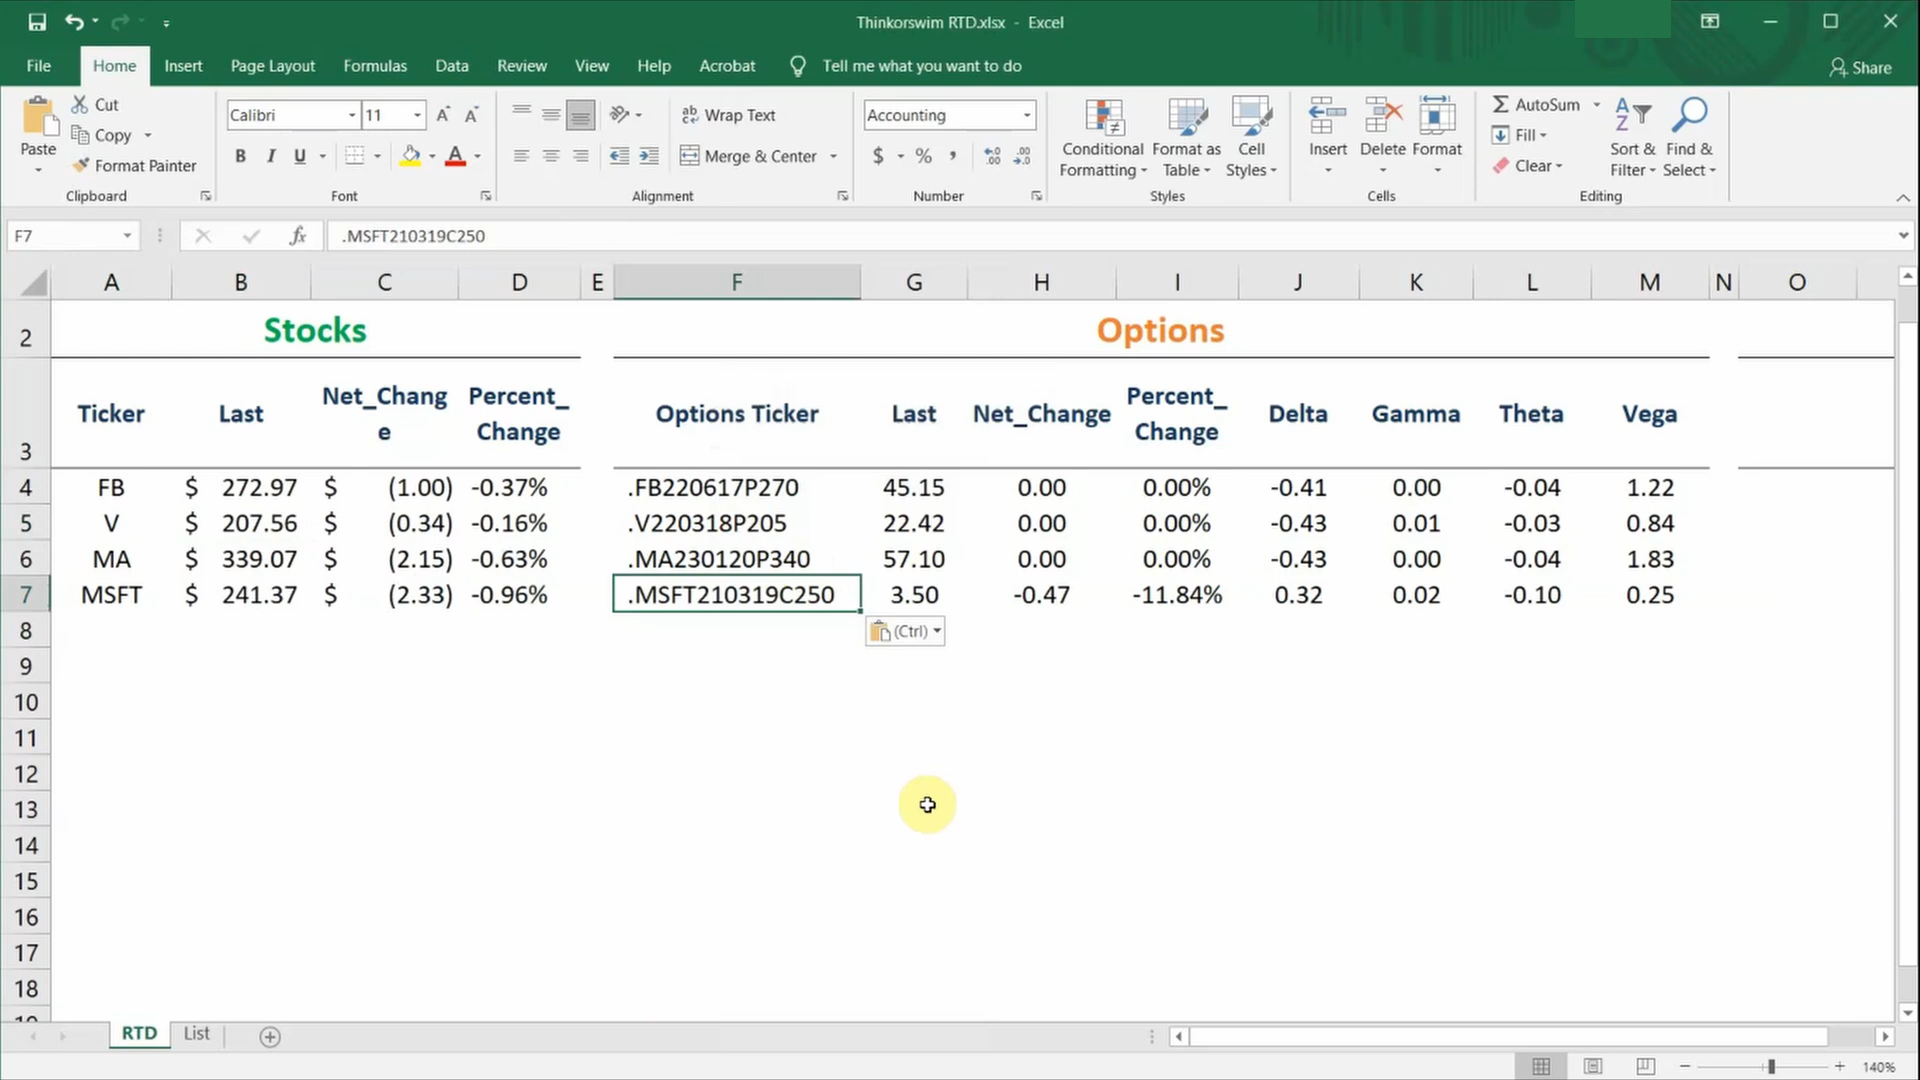 Thinkorswim RTD.xlsx - Excel
File Home Insert Page Layout Formulas Data Review View Help Acrobat Tell me what you want to do Share
Paste
Cut
Copy
Format Painter
Clipboard
Calibri 11
B I U
Font
Wrap Text
Merge & Center
Alignment
Accounting
$ % ,
Number
Conditional Formatting
Format as Table
Cell Styles
Styles
Insert Delete Format
Cells
AutoSum
Fill
Clear
Sort & Filter
Find & Select
Editing
F7 fx .MSFT210319C250
A B C D E F G H I J K L M N O
2 Stocks Options
3 Ticker Last Net_Change Percent_Change Options Ticker Last Net_Change Percent_Change Delta Gamma Theta Vega
4 FB $ 272.97 $ (1.00) -0.37% .FB220617P270 45.15 0.00 0.00% -0.41 0.00 -0.04 1.22
5 V $ 207.56 $ (0.34) -0.16% .V220318P205 22.42 0.00 0.00% -0.43 0.01 -0.03 0.84
6 MA $ 339.07 $ (2.15) -0.63% .MA230120P340 57.10 0.00 0.00% -0.43 0.00 -0.04 1.83
7 MSFT $ 241.37 $ (2.33) -0.96% .MSFT210319C250 3.50 -0.47 -11.84% 0.32 0.02 -0.10 0.25
8 (Ctrl)
9
10
11
12
13
14
15
16
17
18
RTD List
140%